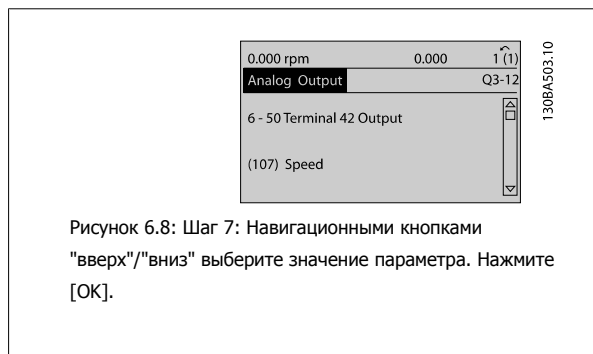 0.000 rpm 0.000 1 (1)
Analog Output Q3-12
6 - 50 Terminal 42 Output
(107) Speed
130BA503.10
Рисунок 6.8: Шаг 7: Навигационными кнопками
"вверх"/"вниз" выберите значение параметра. Нажмите
[OK].